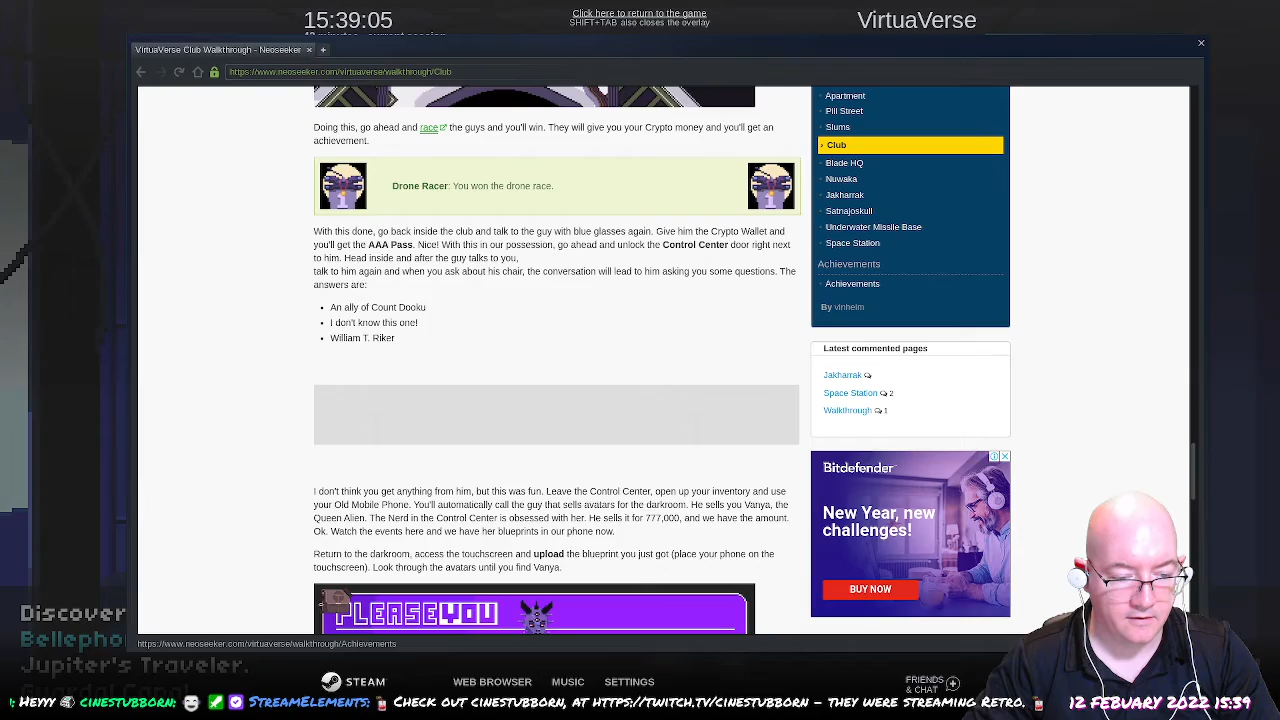 15:39:05
Click here to return to the game
SHIFT+TAB also closes the overlay
VirtuaVerse
VirtuaVerse Club Walkthrough - Neoseeker
https://www.neoseeker.com/virtuaverse/walkthrough/Club
Doing this, go ahead and race the guys and you'll win. They will give you your Crypto money and you'll get an
achievement.
Drone Racer: You won the drone race.
With this done, go back inside the club and talk to the guy with blue glasses again. Give him the Crypto Wallet and
you'll get the AAA Pass. Nice! With this in our possession, go ahead and unlock the Control Center door right next
to him. Head inside and after the guy talks to you,
talk to him again and when you ask about his chair, the conversation will lead to him asking you some questions. The
answers are:
• An ally of Count Dooku
• I don't know this one!
• William T. Riker
I don't think you get anything from him, but this was fun. Leave the Control Center, open up your inventory and use
your Old Mobile Phone. You'll automatically call the guy that sells avatars for the darkroom. He sells you Vanya, the
Queen Alien. The Nerd in the Control Center is obsessed with her. He sells it for 777,000, and we have the amount.
Ok. Watch the events here and we have her blueprints in our phone now.
Return to the darkroom, access the touchscreen and upload the blueprint you just got (place your phone on the
touchscreen). Look through the avatars until you find Vanya.
PLEASEYOU
Apartment
Pill Street
Slums
Club
Blade HQ
Nuwaka
Jakharrak
Satnajoskull
Underwater Missile Base
Space Station
Achievements
Achievements
By vinheim
Latest commented pages
Jakharrak
Space Station 2
Walkthrough 1
Bitdefender
New Year, new
challenges!
BUY NOW
https://www.neoseeker.com/virtuaverse/walkthrough/Achievements
Discover
Jupiter's Traveler.
STEAM
WEB BROWSER
MUSIC
SETTINGS
FRIENDS
& CHAT
: Heyy cinestubborn: StreamElements: Check out cinestubborn, at https://twitch.tv/cinestubborn - they were streaming Retro.
12 Febuary 2022 15:39